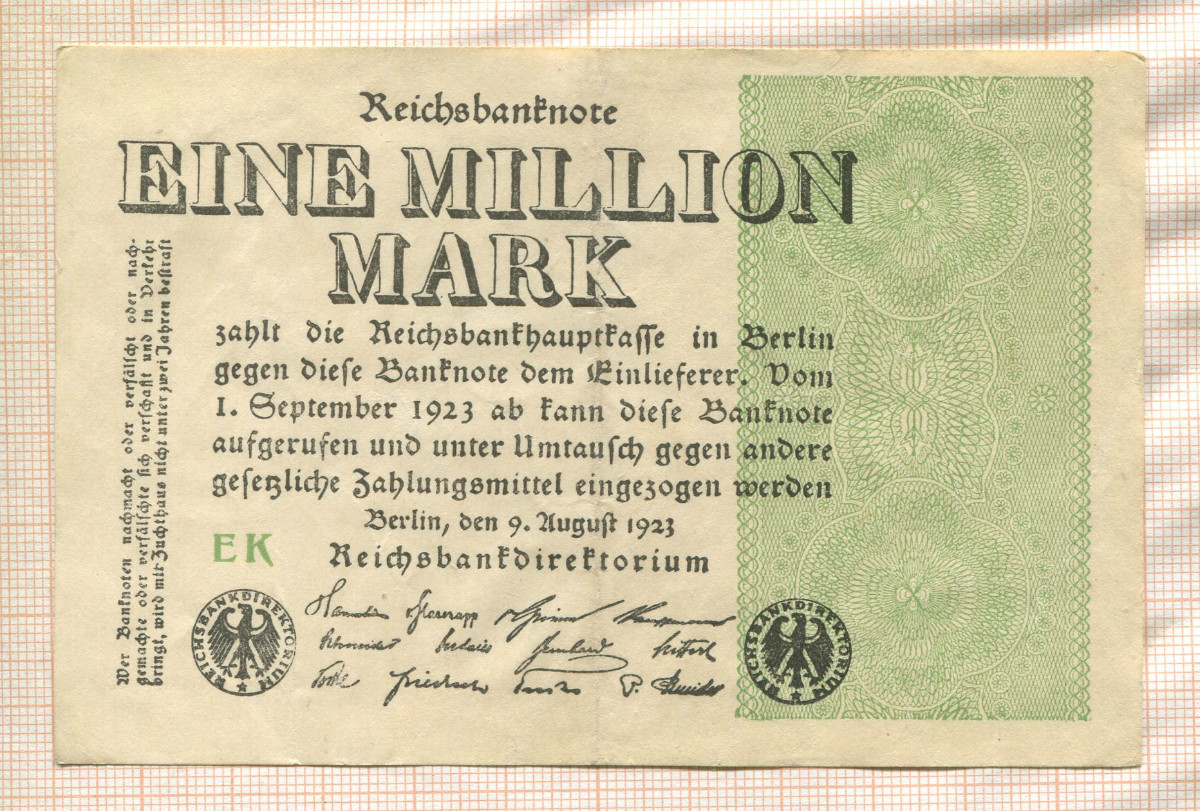 Reichsbanknote
EINE MILLION
MARK
zahlt die Reichsbankhauptkasse in Berlin
gegen diese Banknote dem Einlieferer. Vom
1. September 1923 ab kann diese Banknote
aufgerufen und unter Umtausch gegen andere
gesetzliche Zahlungsmittel eingezogen werden
Berlin, den 9. August 1923
Reichsbankdirektorium
EK
Wer Banknoten nachmacht oder verfälscht oder nach-
gemachte oder verfälschte sich verschafft und in Verkehr
bringt, wird mit Zuchthaus nicht unter zwei Jahren bestraft
REICHSBANKDIREKTORIUM
REICHSBANKDIREKTORIUM